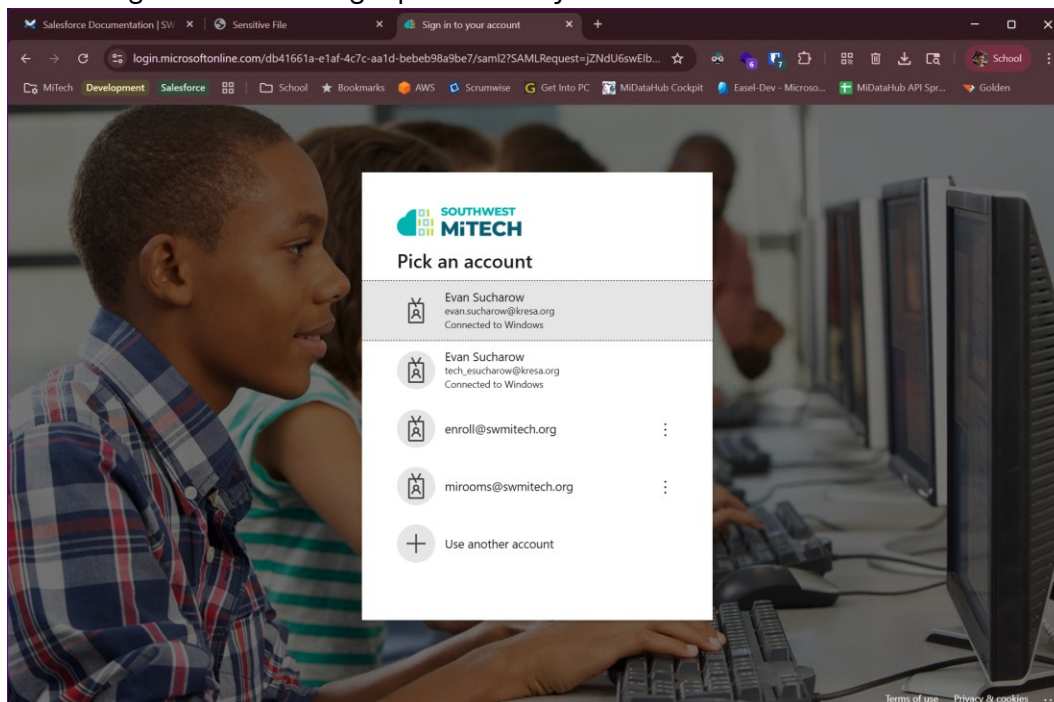 Salesforce Documentation | SW
Sensitive File
Sign in to your account
login.microsoftonline.com/db41661a-e1af-4c7c-aa1d-bebeb98a9be7/saml2?SAMLRequest=jZNdU6swEIb...
School
MiTech
Development
Salesforce
School
Bookmarks
AWS
Scrumwise
Get Into PC
MiDataHub Cockpit
Easel-Dev - Microso...
MiDataHub API Spr...
Golden
SOUTHWEST
MiTECH
Pick an account
Evan Sucharow
evan.sucharow@kresa.org
Connected to Windows
Evan Sucharow
tech_esucharow@kresa.org
Connected to Windows
enroll@swmitech.org
mirooms@swmitech.org
Use another account
Terms of use Privacy & cookies ...